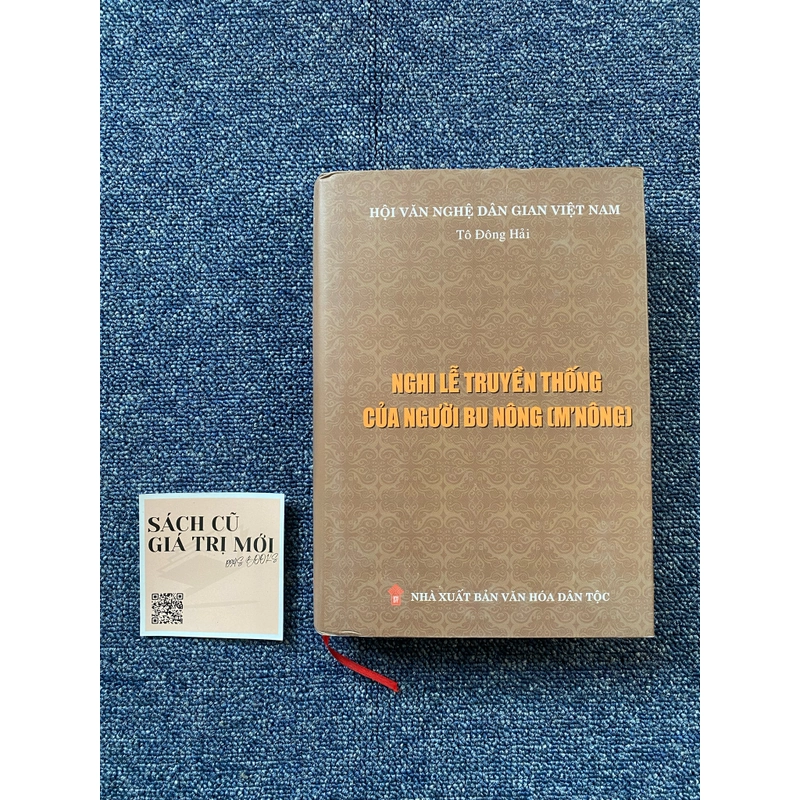 HỘI VĂN NGHỆ DÂN GIAN VIỆT NAM
Tô Đông Hải
NGHI LỄ TRUYỀN THỐNG
CỦA NGƯỜI BU NÔNG (M'NÔNG)
NHÀ XUẤT BẢN VĂN HÓA DÂN TỘC
SÁCH CŨ
GIÁ TRỊ MỚI